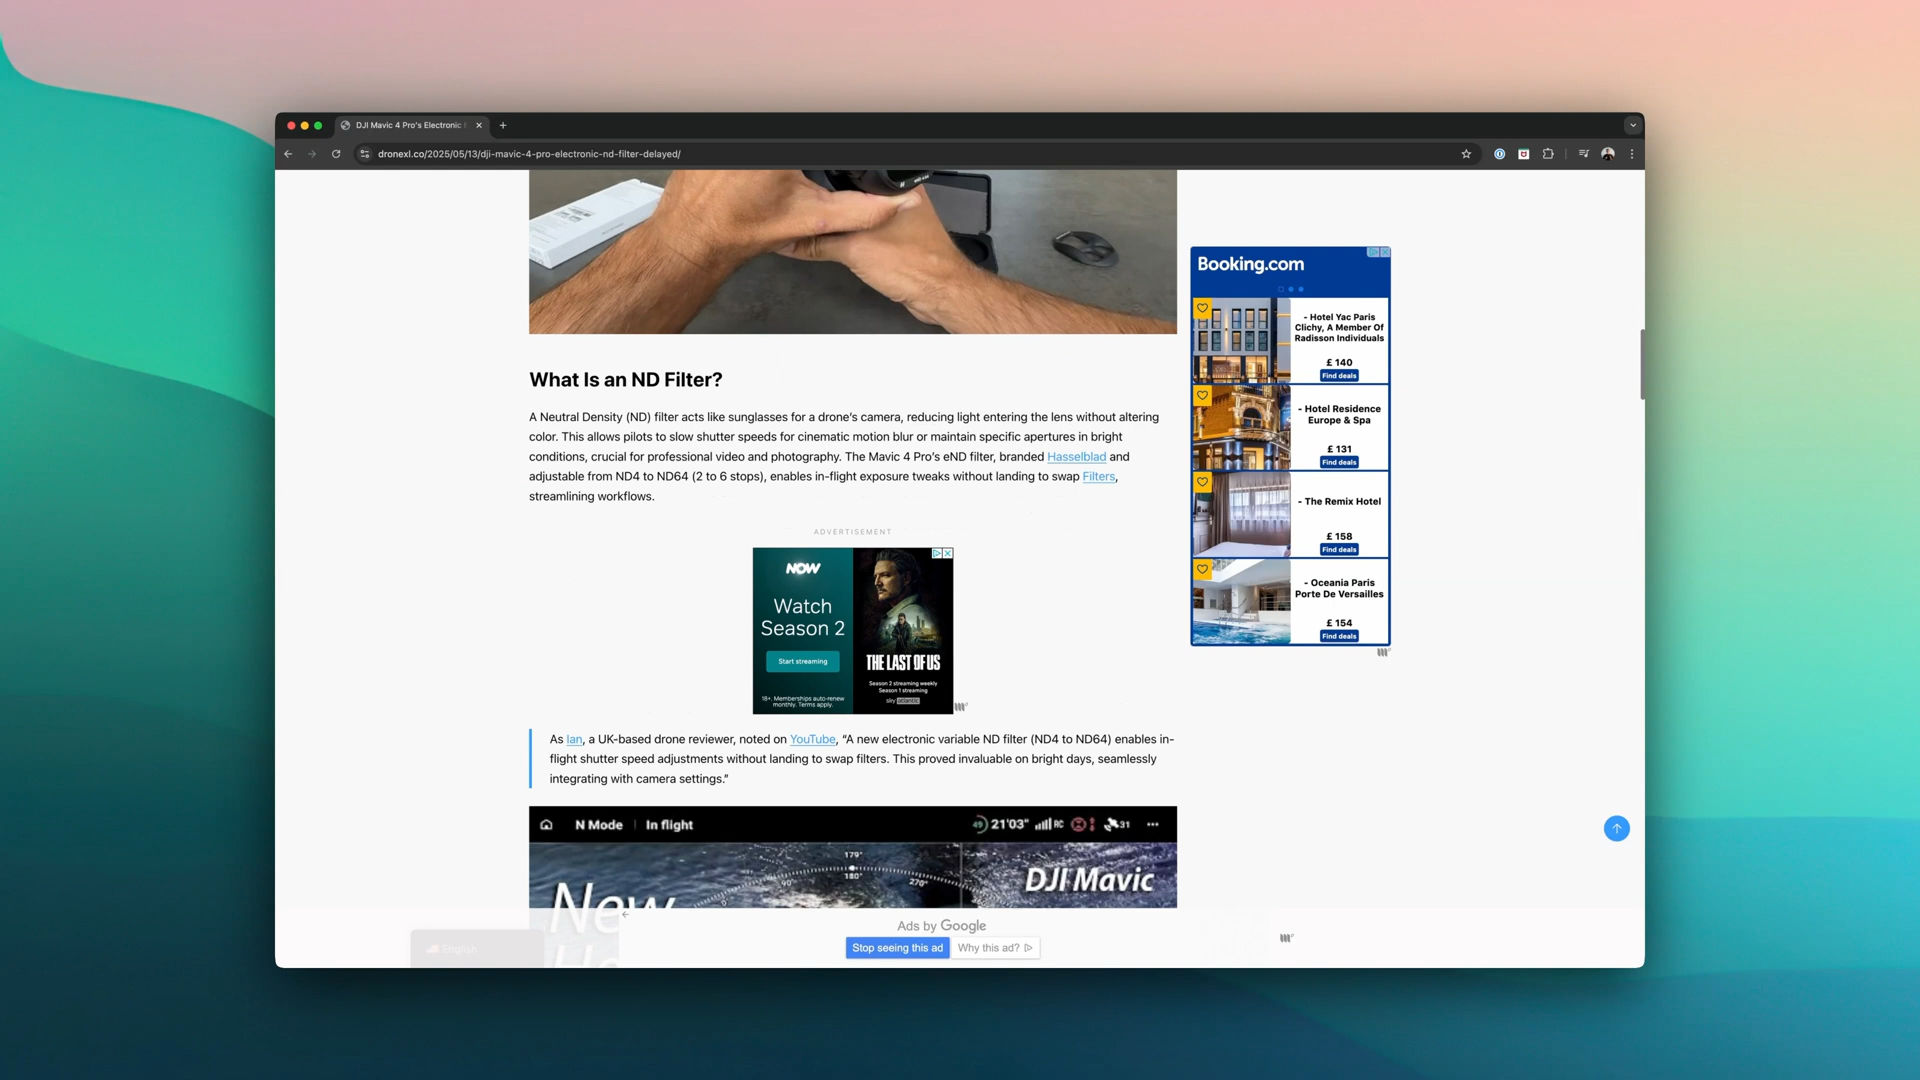 DJI Mavic 4 Pro's Electronic
dronexl.co/2025/05/13/dji-mavic-4-pro-electronic-nd-filter-delayed/
What Is an ND Filter?
A Neutral Density (ND) filter acts like sunglasses for a drone's camera, reducing light entering the lens without altering
color. This allows pilots to slow shutter speeds for cinematic motion blur or maintain specific apertures in bright
conditions, crucial for professional video and photography. The Mavic 4 Pro's eND filter, branded Hasselblad and
adjustable from ND4 to ND64 (2 to 6 stops), enables in-flight exposure tweaks without landing to swap Filters,
streamlining workflows.
ADVERTISEMENT
NOW
Watch
Season 2
Start streaming
18+. Memberships auto-renew
monthly. Terms apply.
THE LAST OF US
Season 2 streaming weekly
Season 1 streaming
sky atlantic
As Ian, a UK-based drone reviewer, noted on YouTube, “A new electronic variable ND filter (ND4 to ND64) enables in-
flight shutter speed adjustments without landing to swap filters. This proved invaluable on bright days, seamlessly
integrating with camera settings.”
N Mode In flight
49 21'03" RC 31
179°
180°
90°
270°
0°
New
DJI Mavic
Booking.com
- Hotel Yac Paris
Clichy, A Member Of
Radisson Individuals
£ 140
Find deals
- Hotel Residence
Europe & Spa
£ 131
Find deals
- The Remix Hotel
£ 158
Find deals
- Oceania Paris
Porte De Versailles
£ 154
Find deals
English
Ads by Google
Stop seeing this ad
Why this ad?